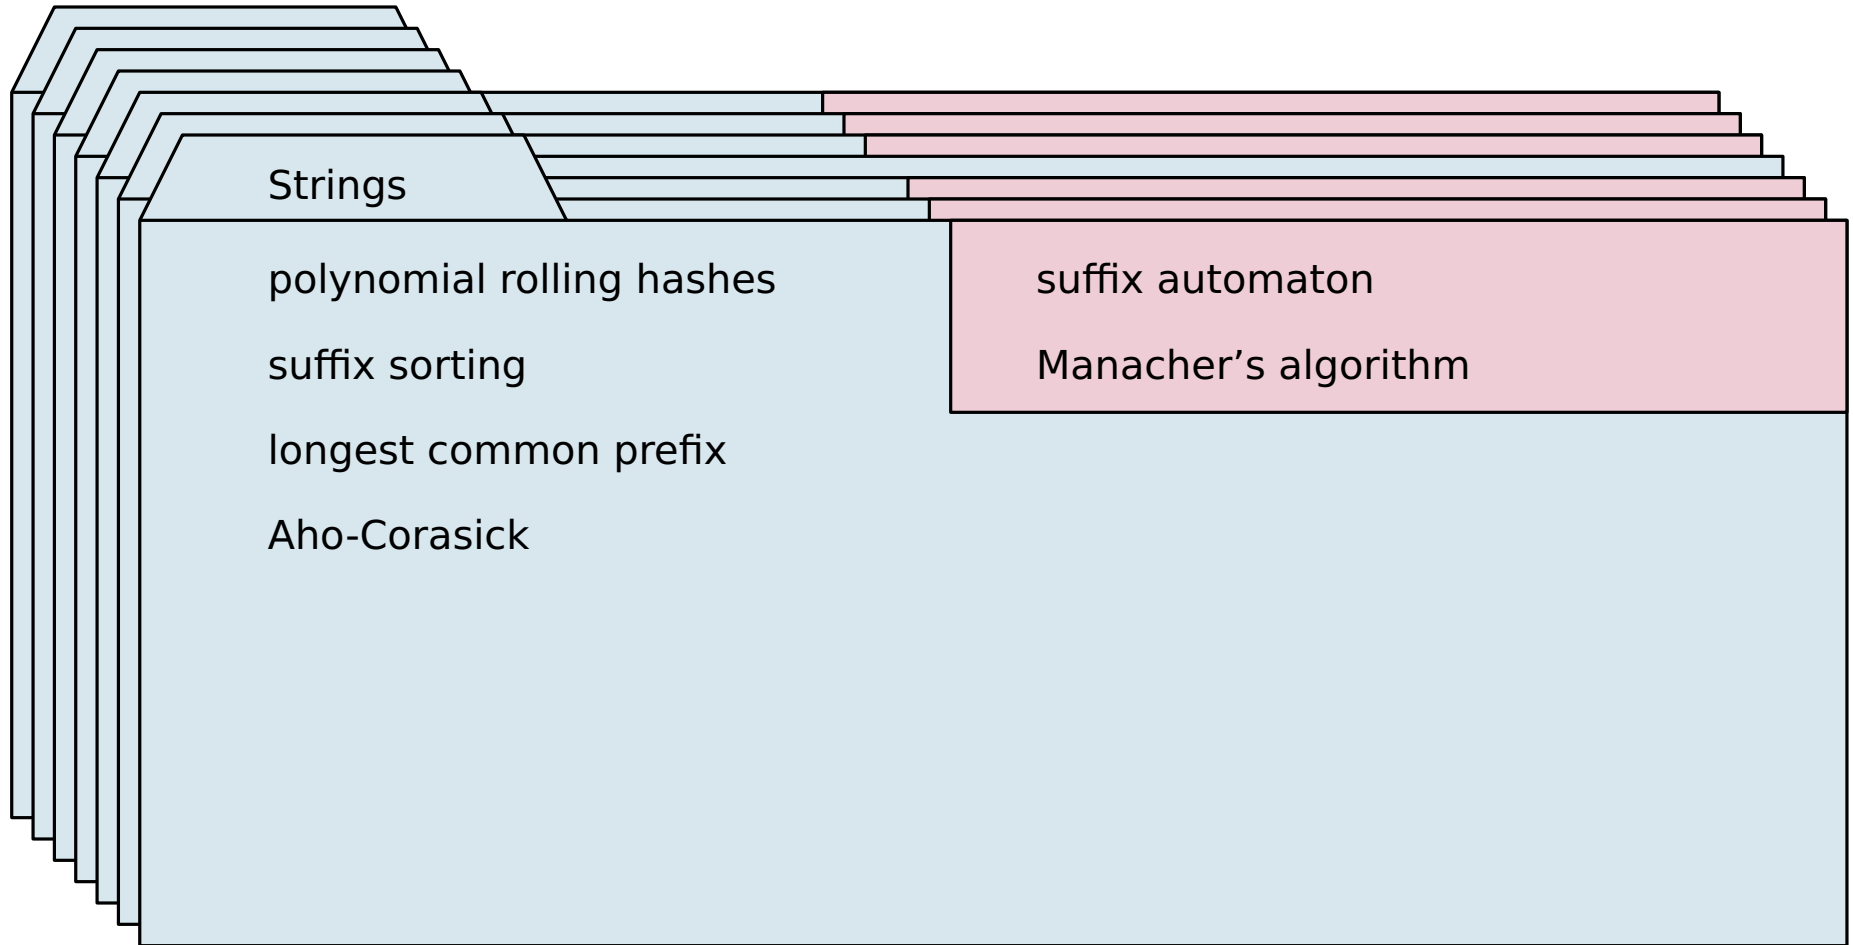 Strings
polynomial rolling hashes
suffix sorting
longest common prefix
Aho-Corasick
suffix automaton
Manacher’s algorithm